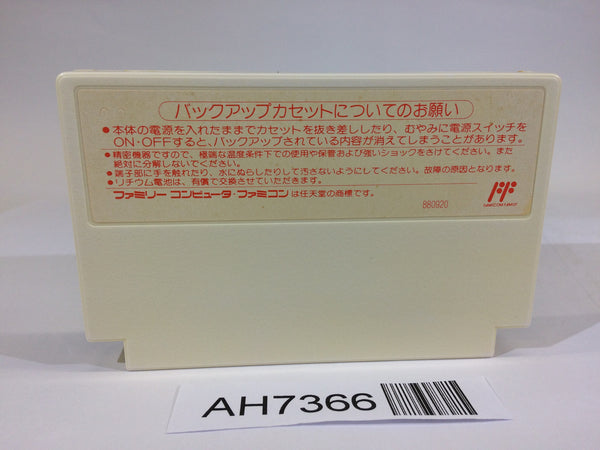 バックアップカセットについてのお願い
●本体の電源を入れたままでカセットを抜き差ししたり、むやみに電源スイッチを
ON・OFFすると、バックアップされている内容が消えてしまうことがあります。
●精密機器ですので、極端な温度条件下での使用や保管および強いショックをさけてください。また
絶対に分解しないでください。
●端子部に手を触れたり、水にぬらしたりして汚さないようにしてください。故障の原因となります。
●リチウム電池は、有償で交換させていただきます。
ファミリー コンピュータ・ファミコン は任天堂の商標です。
880920
FAMICOM FAMILY
AH7366